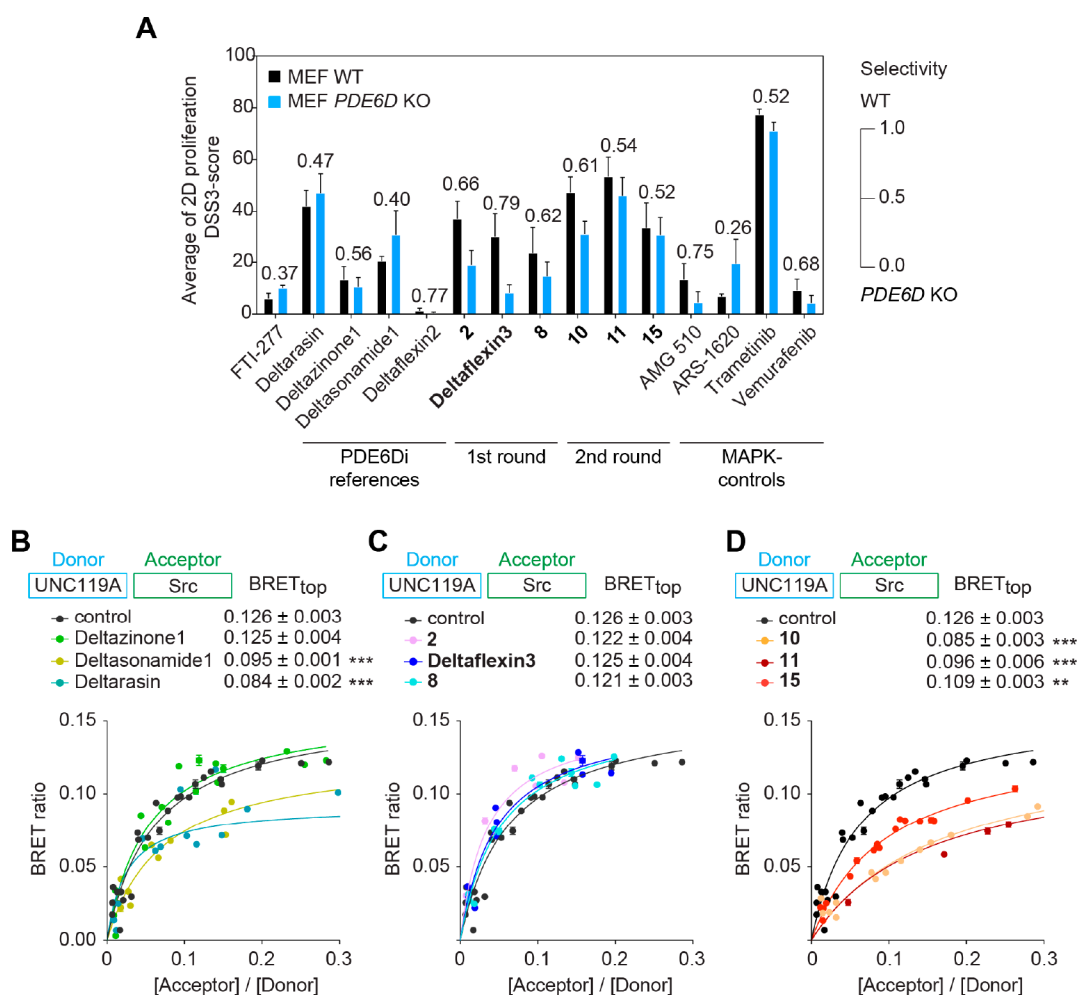 A
Average of 2D proliferation
DSS3-score
100
80
60
40
20
0
MEF WT
MEF PDE6D KO
0.37
0.47
0.56
0.40
0.77
0.66
0.79
0.62
0.61
0.54
0.52
0.75
0.26
0.52
0.68
Selectivity
WT
1.0
0.5
0.0
PDE6D KO
FTI-277
Deltarasin
Deltazinone1
Deltasonamide1
Deltaflexin2
2
Deltaflexin3
8
10
11
15
AMG 510
ARS-1620
Trametinib
Vemurafenib
PDE6Di
references
1st round
2nd round
MAPK-
controls
B
Donor Acceptor
UNC119A Src BRETtop
control 0.126 ± 0.003
Deltazinone1 0.125 ± 0.004
Deltasonamide1 0.095 ± 0.001 ***
Deltarasin 0.084 ± 0.002 ***
BRET ratio
0.15
0.10
0.05
0.00
0 0.1 0.2 0.3
[Acceptor] / [Donor]
C
Donor Acceptor
UNC119A Src BRETtop
control 0.126 ± 0.003
2 0.122 ± 0.004
Deltaflexin3 0.125 ± 0.004
8 0.121 ± 0.003
BRET ratio
0.15
0.10
0.05
0 0.1 0.2 0.3
[Acceptor] / [Donor]
D
Donor Acceptor
UNC119A Src BRETtop
control 0.126 ± 0.003
10 0.085 ± 0.003 ***
11 0.096 ± 0.006 ***
15 0.109 ± 0.003 **
BRET ratio
0.15
0.10
0.05
0 0.1 0.2 0.3
[Acceptor] / [Donor]